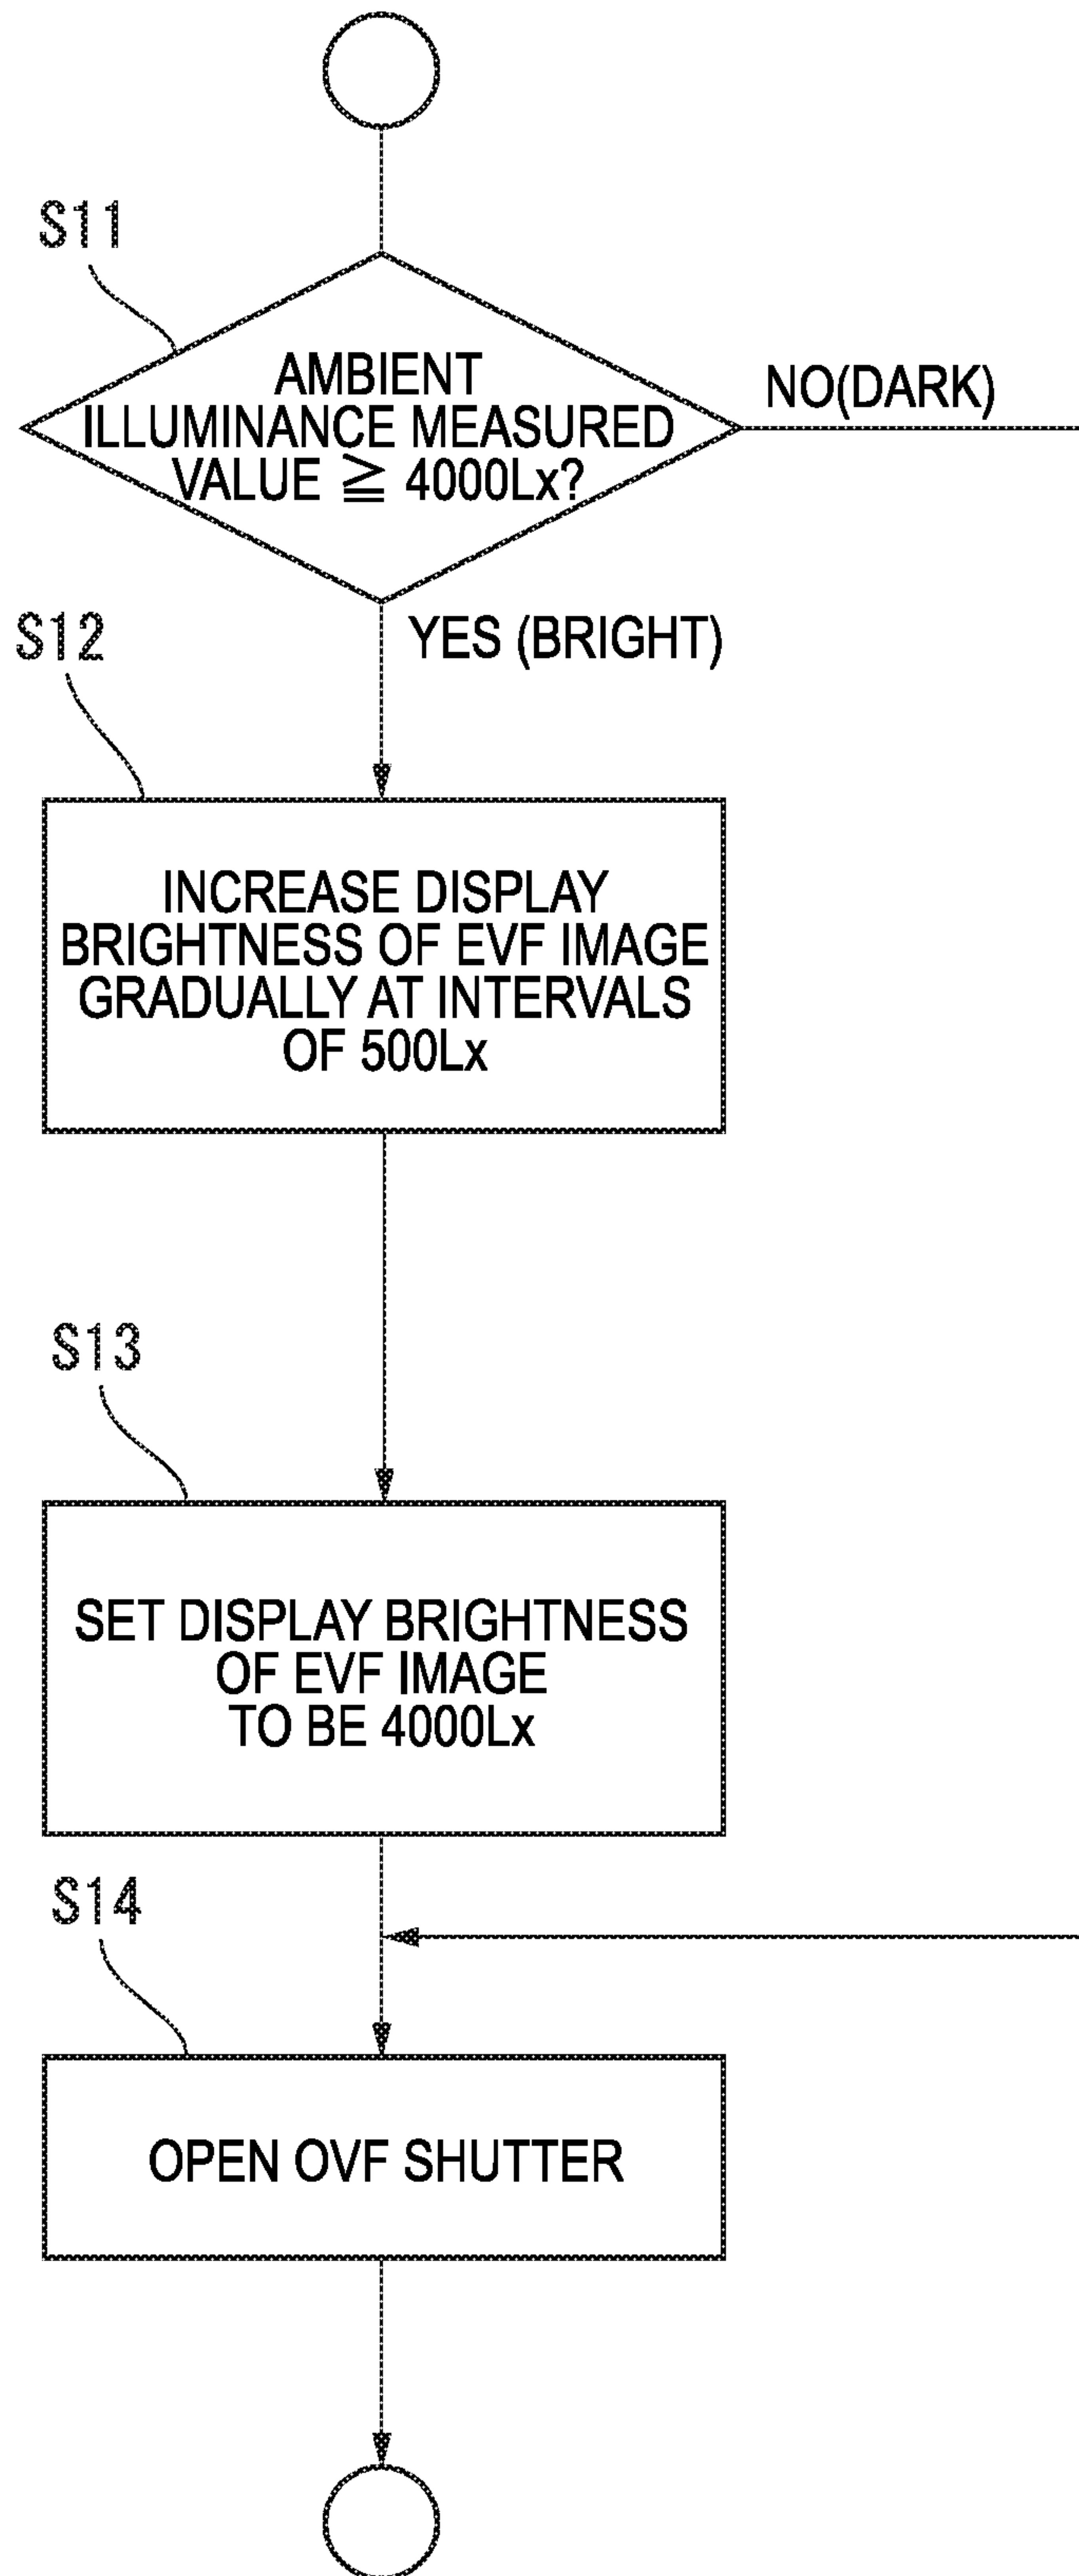 S11
AMBIENT
ILLUMINANCE MEASURED
VALUE ≧ 4000Lx?
NO(DARK)
S12
YES (BRIGHT)
INCREASE DISPLAY
BRIGHTNESS OF EVF IMAGE
GRADUALLY AT INTERVALS
OF 500Lx
S13
SET DISPLAY BRIGHTNESS
OF EVF IMAGE
TO BE 4000Lx
S14
OPEN OVF SHUTTER